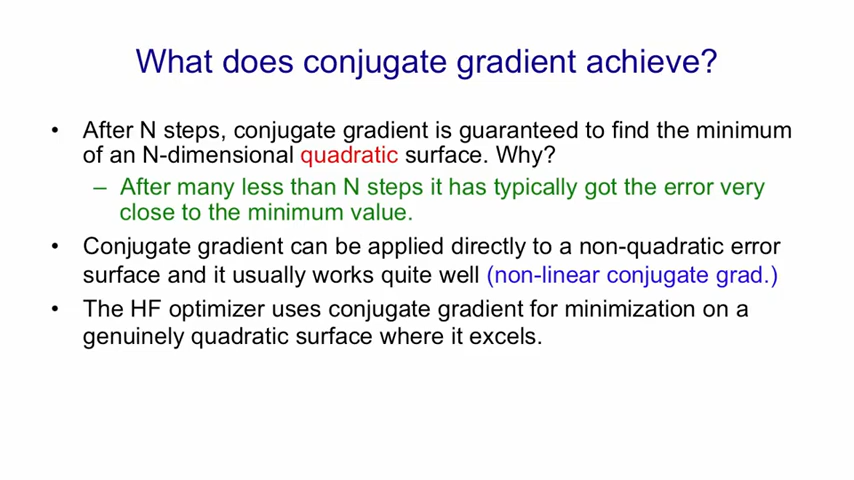 What does conjugate gradient achieve?
• After N steps, conjugate gradient is guaranteed to find the minimum
of an N-dimensional quadratic surface. Why?
– After many less than N steps it has typically got the error very
close to the minimum value.
• Conjugate gradient can be applied directly to a non-quadratic error
surface and it usually works quite well (non-linear conjugate grad.)
• The HF optimizer uses conjugate gradient for minimization on a
genuinely quadratic surface where it excels.